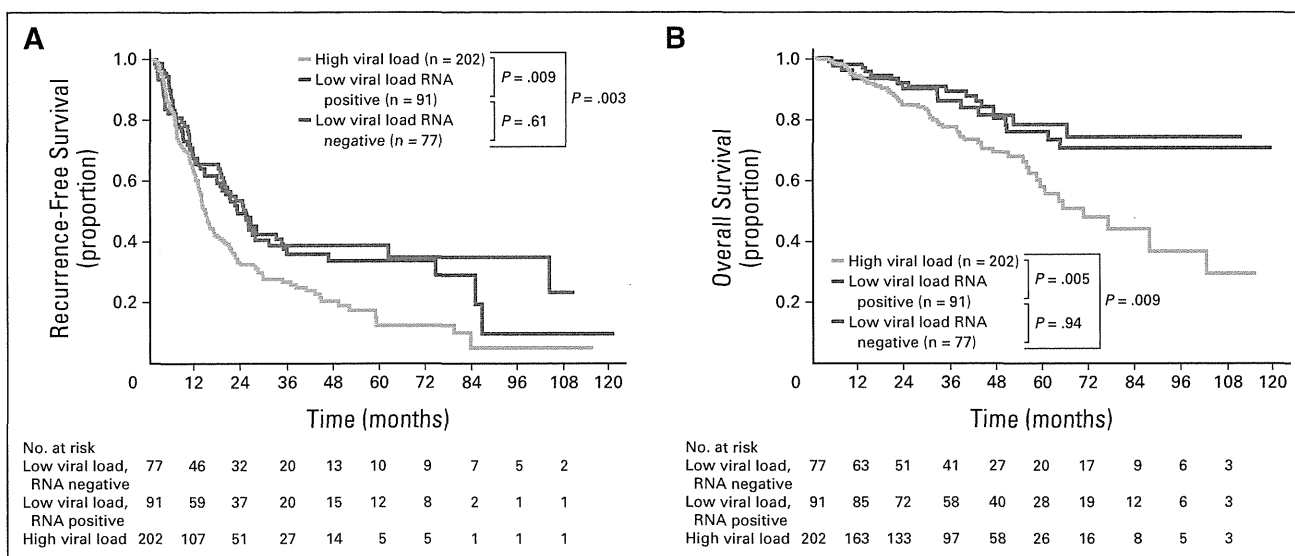 A
Recurrence-Free Survival
(proportion)
1.0
0.8
0.6
0.4
0.2
0
12 24 36 48 60 72 84 96 108 120
Time (months)
High viral load (n = 202)
Low viral load RNA
positive (n = 91)
Low viral load RNA
negative (n = 77)
P = .009
P = .61
P = .003
No. at risk
Low viral load, 77 46 32 20 13 10 9 7 5 2
RNA negative
Low viral load, 91 59 37 20 15 12 8 2 1 1
RNA positive
High viral load 202 107 51 27 14 5 5 1 1 1
B
Overall Survival
(proportion)
1.0
0.8
0.6
0.4
0.2
0
12 24 36 48 60 72 84 96 108 120
Time (months)
High viral load (n = 202)
Low viral load RNA
positive (n = 91)
Low viral load RNA
negative (n = 77)
P = .005
P = .94
P = .009
No. at risk
Low viral load, 77 63 51 41 27 20 17 9 6 3
RNA negative
Low viral load, 91 85 72 58 40 28 19 12 6 3
RNA positive
High viral load 202 163 133 97 58 26 16 8 5 3